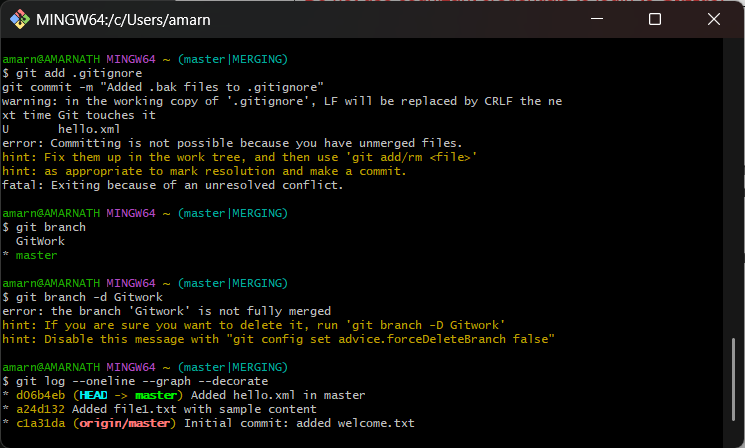 MINGW64:/c/Users/amarn
amarn@AMARNATH MINGW64 ~ (master|MERGING)
$ git add .gitignore
git commit -m "Added .bak files to .gitignore"
warning: in the working copy of '.gitignore', LF will be replaced by CRLF the ne
xt time Git touches it
U       hello.xml
error: Committing is not possible because you have unmerged files.
hint: Fix them up in the work tree, and then use 'git add/rm <file>'
hint: as appropriate to mark resolution and make a commit.
fatal: Exiting because of an unresolved conflict.
amarn@AMARNATH MINGW64 ~ (master|MERGING)
$ git branch
  GitWork
* master
amarn@AMARNATH MINGW64 ~ (master|MERGING)
$ git branch -d Gitwork
error: the branch 'Gitwork' is not fully merged
hint: If you are sure you want to delete it, run 'git branch -D Gitwork'
hint: Disable this message with "git config set advice.forceDeleteBranch false"
amarn@AMARNATH MINGW64 ~ (master|MERGING)
$ git log --oneline --graph --decorate
* d06b4eb (HEAD -> master) Added hello.xml in master
* a24d132 Added file1.txt with sample content
* c1a31da (origin/master) Initial commit: added welcome.txt